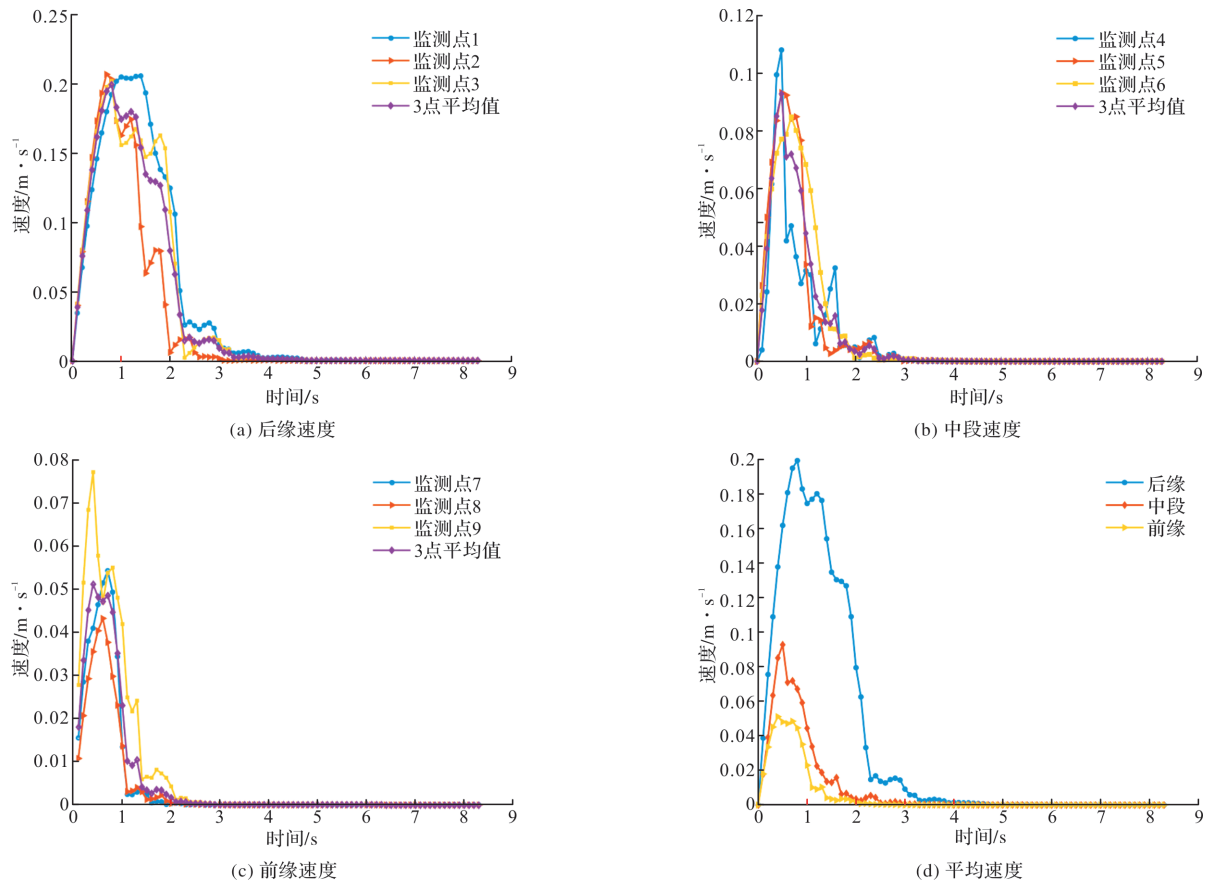 0.25
0.20
0.15
0.1
0.05
0
速度/m·s⁻¹
监测点1
监测点2
监测点3
3点平均值
0 1 2 3 4 5 6 7 8 9
时间/s
(a) 后缘速度
0.12
0.1
0.08
0.06
0.04
0.02
0
速度/m·s⁻¹
监测点4
监测点5
监测点6
3点平均值
0 1 2 3 4 5 6 7 8 9
时间/s
(b) 中段速度
0.08
0.07
0.06
0.05
0.04
0.03
0.02
0.01
0
速度/m·s⁻¹
监测点7
监测点8
监测点9
3点平均值
0 1 2 3 4 5 6 7 8 9
时间/s
(c) 前缘速度
0.2
0.18
0.16
0.14
0.12
0.1
0.08
0.06
0.04
0.02
0
速度/m·s⁻¹
后缘
中段
前缘
0 1 2 3 4 5 6 7 8 9
时间/s
(d) 平均速度